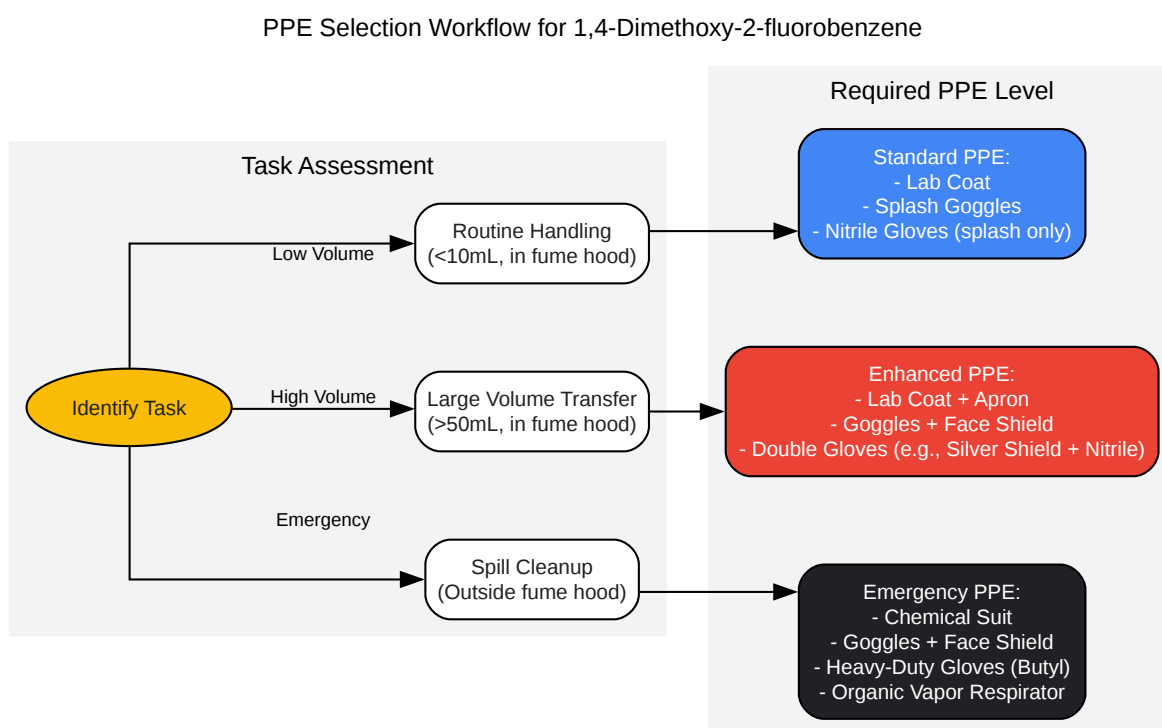 PPE Selection Workflow for 1,4-Dimethoxy-2-fluorobenzene
Task Assessment
Identify Task
Low Volume
Routine Handling
(<10mL, in fume hood)
High Volume
Large Volume Transfer
(>50mL, in fume hood)
Emergency
Spill Cleanup
(Outside fume hood)
Required PPE Level
Standard PPE:
- Lab Coat
- Splash Goggles
- Nitrile Gloves (splash only)
Enhanced PPE:
- Lab Coat + Apron
- Goggles + Face Shield
- Double Gloves (e.g., Silver Shield + Nitrile)
Emergency PPE:
- Chemical Suit
- Goggles + Face Shield
- Heavy-Duty Gloves (Butyl)
- Organic Vapor Respirator